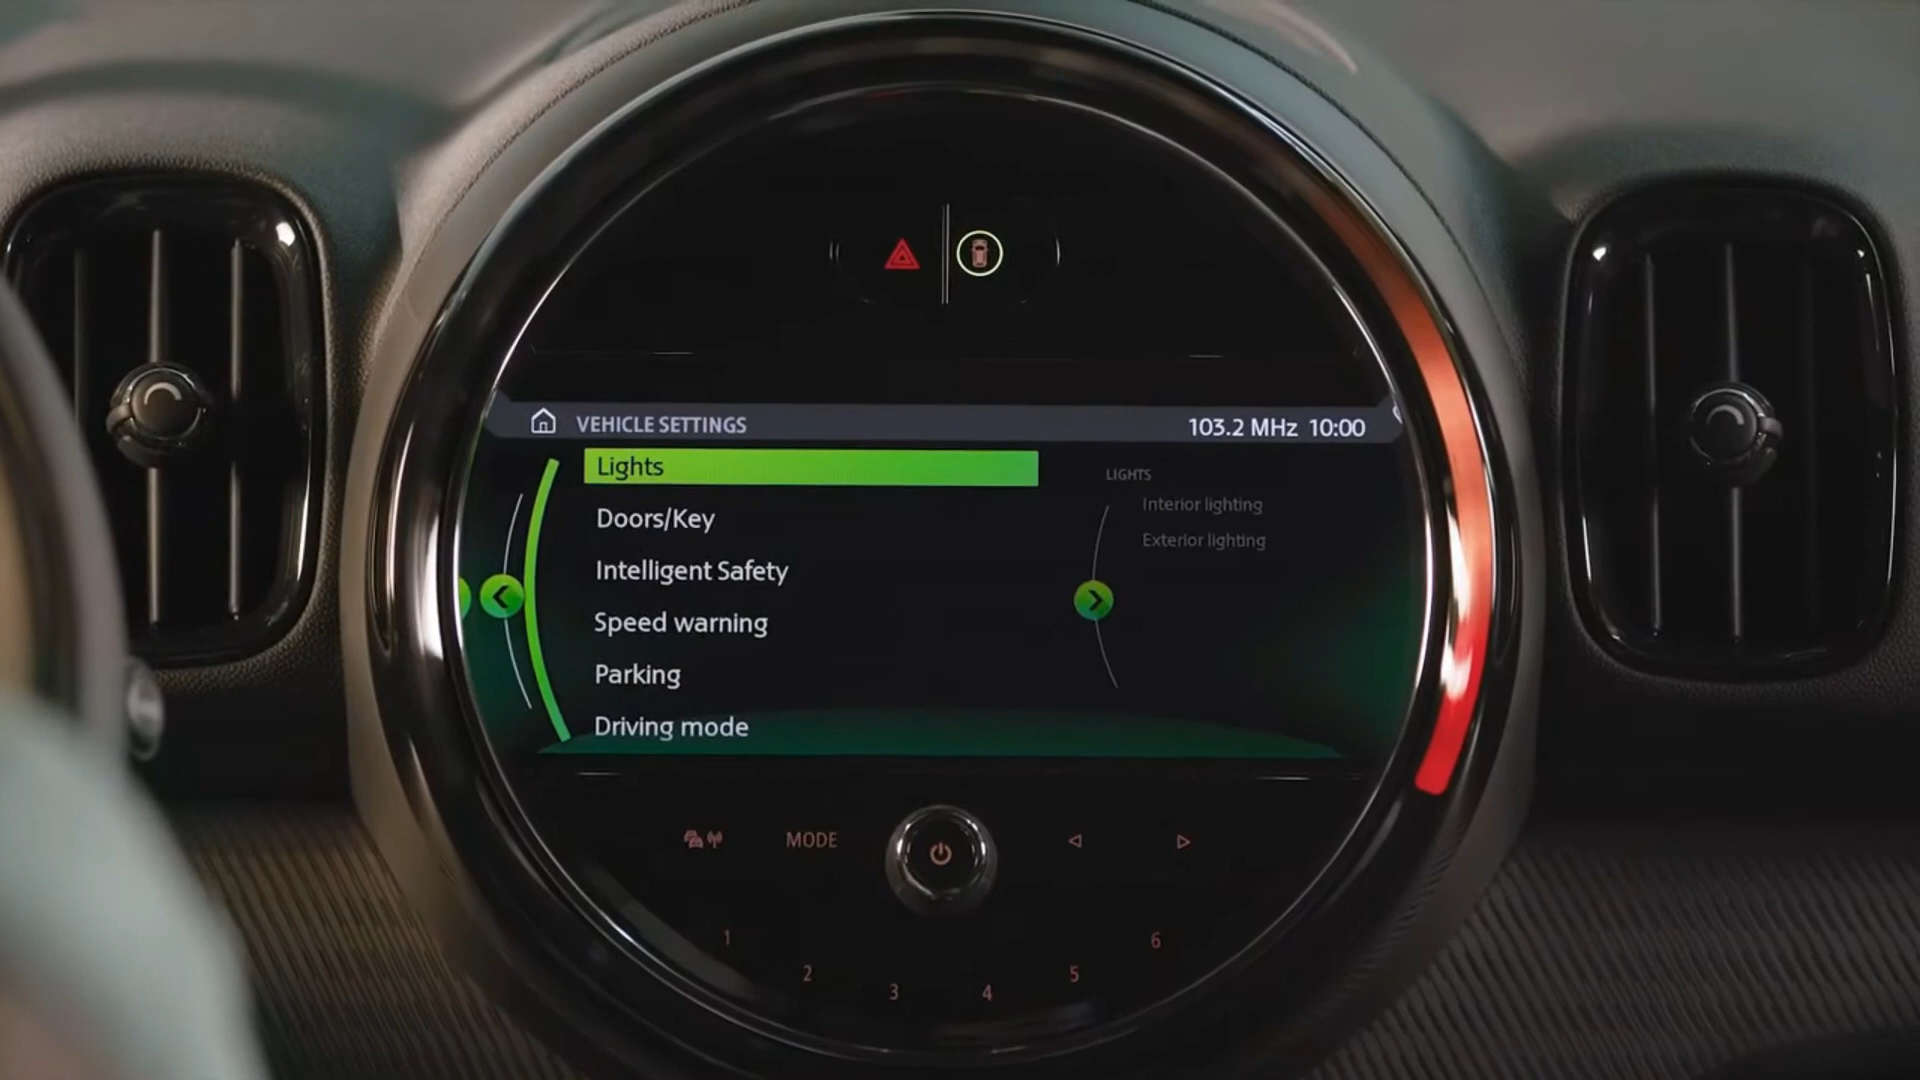 VEHICLE SETTINGS
103.2 MHz 10:00
Lights
Doors/Key
Intelligent Safety
Speed warning
Parking
Driving mode
LIGHTS
Interior lighting
Exterior lighting
MODE
1
2
3
4
5
6